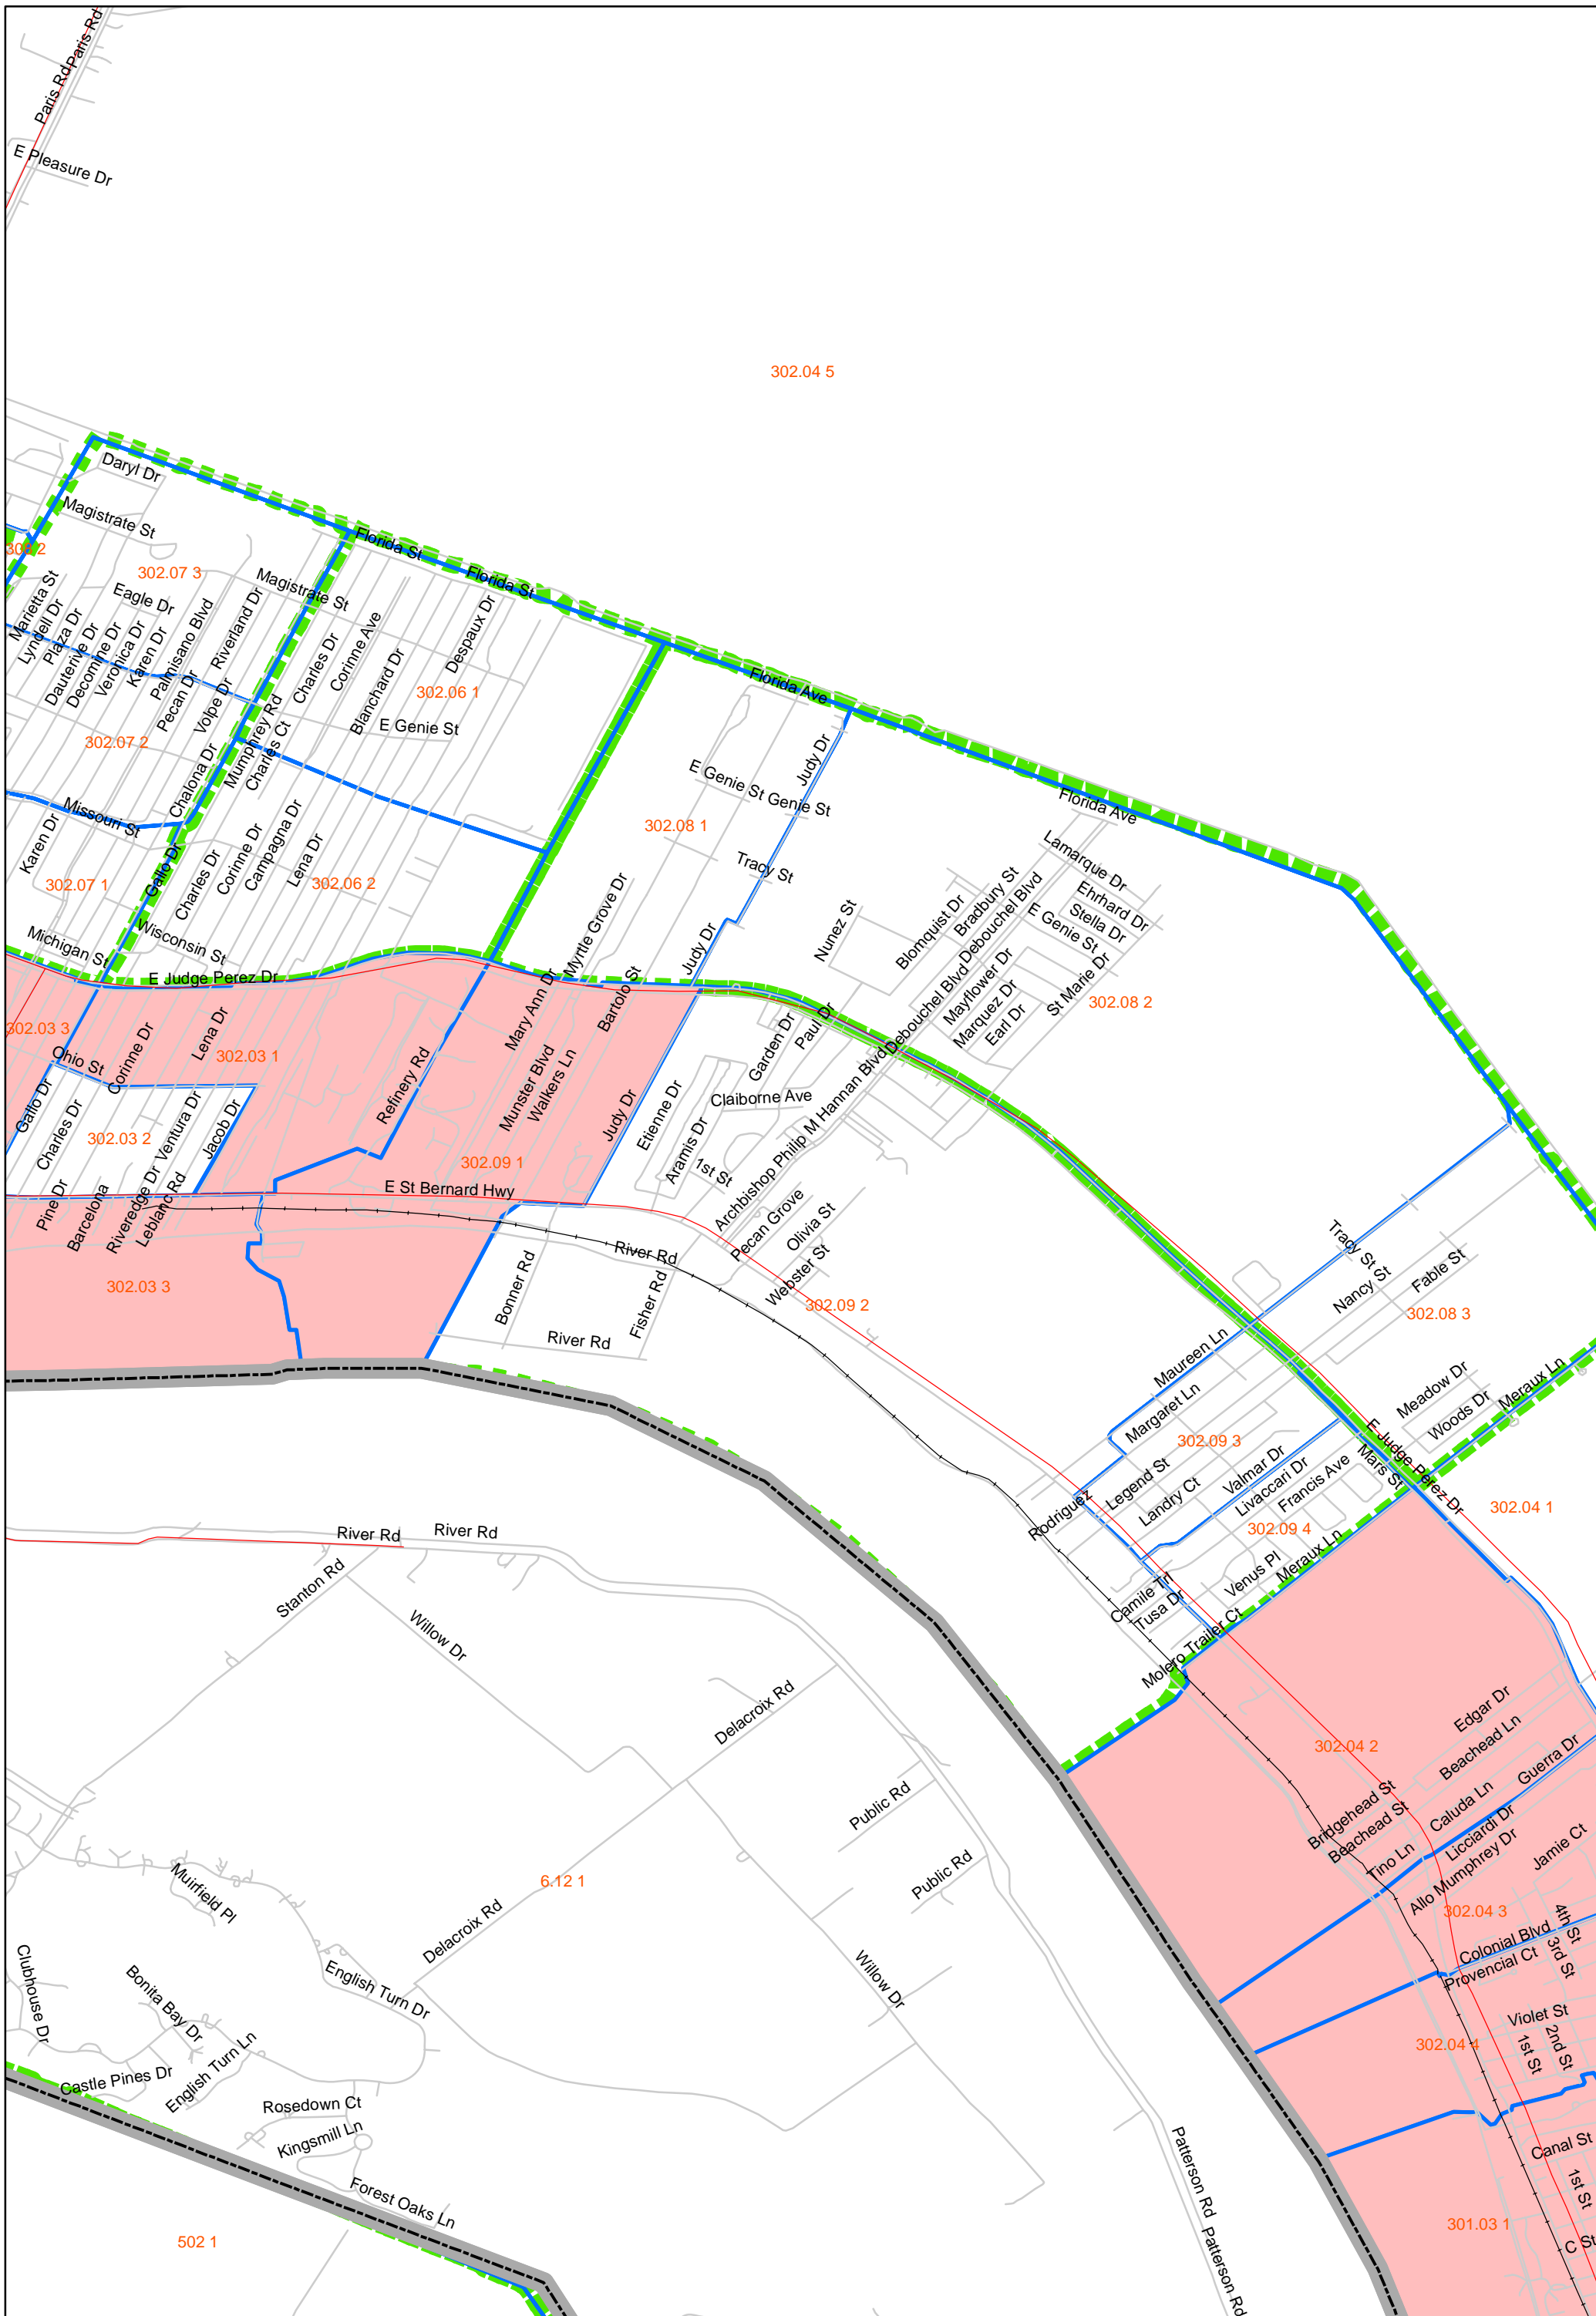 Paris Rd
Paris Rd
E Pleasure Dr
302.04 5
Daryl Dr
Magistrate St
302.07 3
Florida St
Florida St
Magistrate St
Marietta St
Lyndell Dr
Plaza Dr
Eagle Dr
Dauterive Dr
Decomine Dr
Veronica Dr
Karen Dr
Palmisano Blvd
Pecan Dr
Riverland Dr
Volpe Dr
Mumphrey Rd
Charles Ct
Charles Dr
Corinne Ave
Blanchard Dr
Despaux Dr
302.06 1
E Genie St
302.07 2
Chalona Dr
Missouri St
Karen Dr
302.07 1
Gallo Dr
Charles Dr
Corinne Dr
Campagna Dr
Lena Dr
302.06 2
Michigan St
Wisconsin St
E Judge Perez Dr
Florida Ave
Judy Dr
E Genie St
Genie St
302.08 1
Tracy St
Myrtle Grove Dr
Judy Dr
Nunez St
Florida Ave
Lamarque Dr
Ehrhard Dr
Stella Dr
E Genie St
Blomquist Dr
Bradbury St
Debouchel Blvd
Debouchel Blvd
Mayflower Dr
Marquez Dr
Earl Dr
St Marie Dr
302.08 2
302.03 3
Ohio St
Corinne Dr
Lena Dr
302.03 1
Refinery Rd
Mary Ann Dr
Bartolo St
Munster Blvd
Walkers Ln
Judy Dr
Garden Dr
Paul Dr
Claiborne Ave
Etienne Dr
Aramis Dr
1st St
Archbishop Philip M Hannan Blvd
Gallo Dr
Charles Dr
302.03 2
Ventura Dr
Jacob Dr
302.09 1
E St Bernard Hwy
Pine Dr
Barcelona
Riveredge Dr
Leblanc Rd
302.03 3
Bonner Rd
River Rd
Fisher Rd
River Rd
Pecan Grove
Olivia St
Webster St
302.09 2
Tracy St
Nancy St
Fable St
302.08 3
Maureen Ln
Margaret Ln
302.09 3
Meadow Dr
Woods Dr
Meraux Ln
E Judge Perez Dr
Mars St
Rodriguez
Legend St
Landry Ct
Valmar Dr
Livaccari Dr
Francis Ave
302.09 4
302.04 1
Meraux Ln
Venus Pl
Camile Trl
Tusa Dr
Molero Trailer Ct
River Rd
River Rd
Stanton Rd
Willow Dr
Delacroix Rd
Public Rd
Public Rd
6.12 1
Delacroix Rd
Willow Dr
Muirfield Pl
English Turn Dr
Clubhouse Dr
Bonita Bay Dr
English Turn Ln
Castle Pines Dr
Rosedown Ct
Kingsmill Ln
Forest Oaks Ln
502 1
Patterson Rd
Patterson Rd
302.04 2
Edgar Dr
Beachead Ln
Guerra Dr
Bridgehead St
Beachead St
Caluda Ln
Tino Ln
Licciardi Dr
Allo Mumphrey Dr
Jamie Ct
302.04 3
4th St
3rd St
Colonial Blvd
Provencial Ct
Violet St
302.04 4
1st St
2nd St
Canal St
1st St
301.03 1
C St